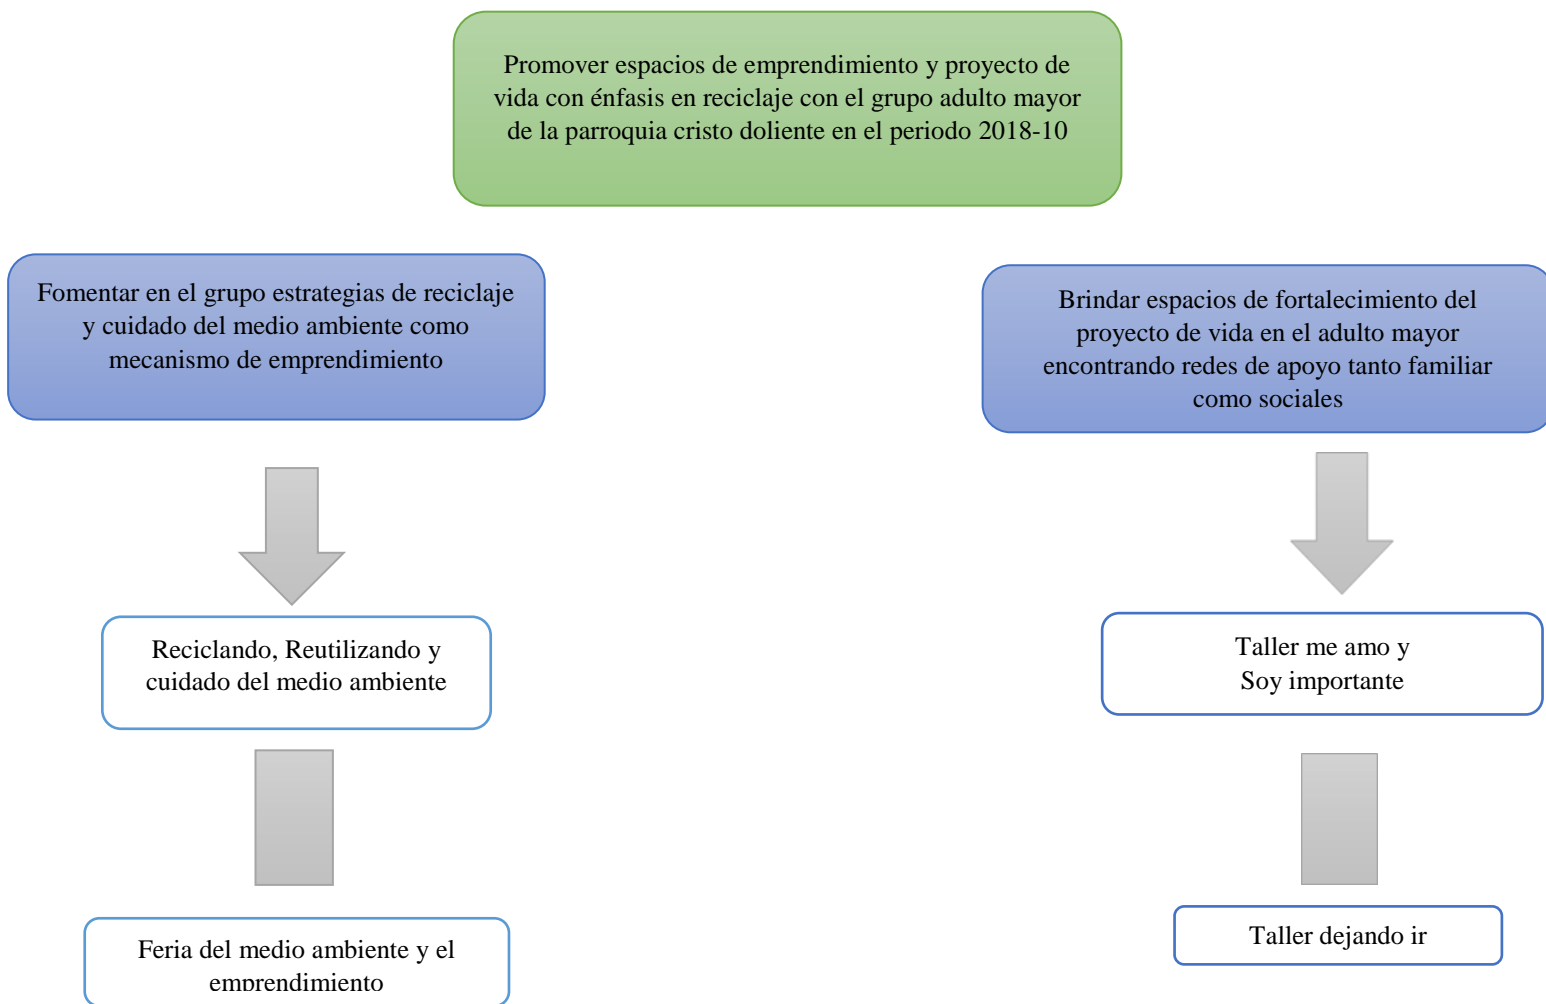 Promover espacios de emprendimiento y proyecto de
vida con énfasis en reciclaje con el grupo adulto mayor
de la parroquia cristo doliente en el periodo 2018-10
Fomentar en el grupo estrategias de reciclaje
y cuidado del medio ambiente como
mecanismo de emprendimiento
Brindar espacios de fortalecimiento del
proyecto de vida en el adulto mayor
encontrando redes de apoyo tanto familiar
como sociales
Reciclando, Reutilizando y
cuidado del medio ambiente
Taller me amo y
Soy importante
Feria del medio ambiente y el
emprendimiento
Taller dejando ir